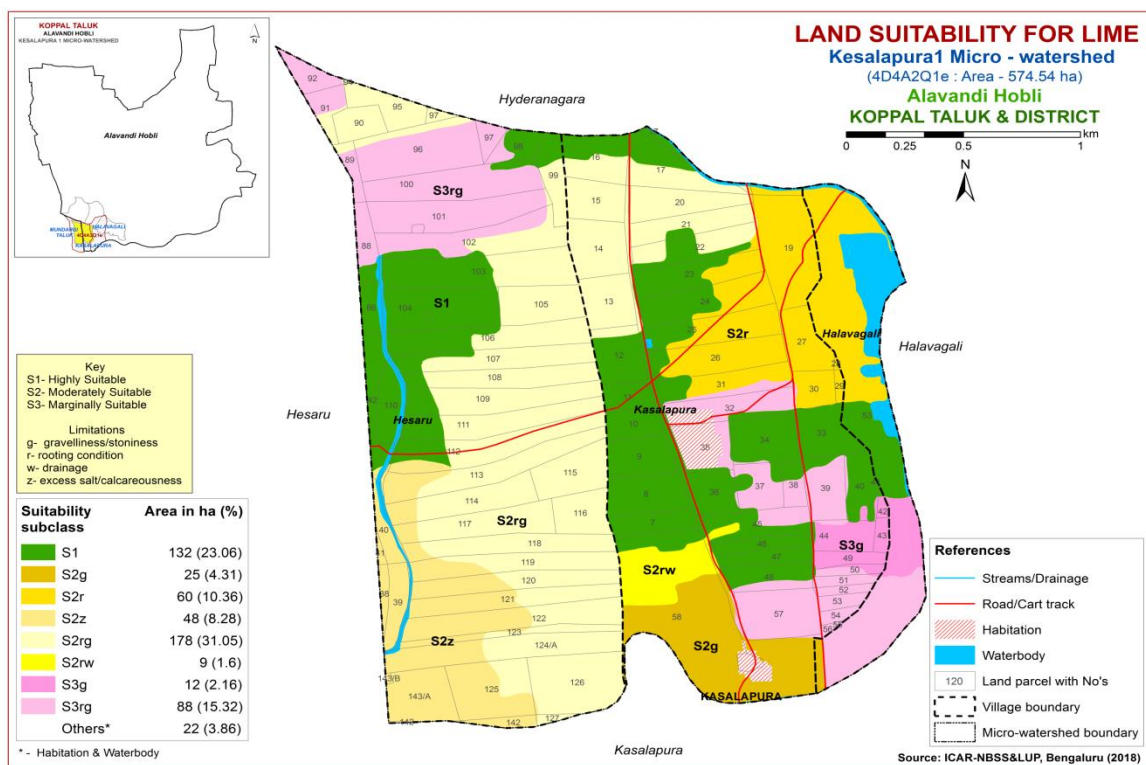 KOPPAL TALUK
ALAVANDI HOBLI
KESALAPURA 1 MICRO-WATERSHED
N
Alavandi Hobli
MUNDARGI
TALUK
HALAVAGALI
4D4A2Q1e
KASALAPURA
LAND SUITABILITY FOR LIME
Kesalapura1 Micro - watershed
(4D4A2Q1e : Area - 574.54 ha)
Alavandi Hobli
KOPPAL TALUK & DISTRICT
km
0 0.25 0.5 1
N
Hyderanagara
92
91
95
90
97
97
98
89
96
16
17
100
99
S3rg
15
20
101
21
88
102
14
22
19
103
23
S1
104
105
13
24
S2r
Halavagali
Halavagali
106
12
26
27
107
108
31
30
29
109
32
Hesaru
110
Hesaru
10
Kasalapura
111
34
33
112
9
35
113
115
8
36
37
38
39
40
114
116
42
117
S2rg
7
44
43
118
46
S3g
119
S2rw
47
49
120
50
51
52
39
121
53
122
58
57
54
123
S2z
124/A
S2g
56
143/B
125
126
143/A
KASALAPURA
142
127
Kasalapura
Key
S1- Highly Suitable
S2- Moderately Suitable
S3- Marginally Suitable
Limitations
g- gravelliness/stoniness
r- rooting condition
w- drainage
z- excess salt/calcareousness
Suitability subclass Area in ha (%)
S1 132 (23.06)
S2g 25 (4.31)
S2r 60 (10.36)
S2z 48 (8.28)
S2rg 178 (31.05)
S2rw 9 (1.6)
S3g 12 (2.16)
S3rg 88 (15.32)
Others* 22 (3.86)
* - Habitation & Waterbody
References
Streams/Drainage
Road/Cart track
Habitation
Waterbody
120 Land parcel with No's
Village boundary
Micro-watershed boundary
Source: ICAR-NBSS&LUP, Bengaluru (2018)